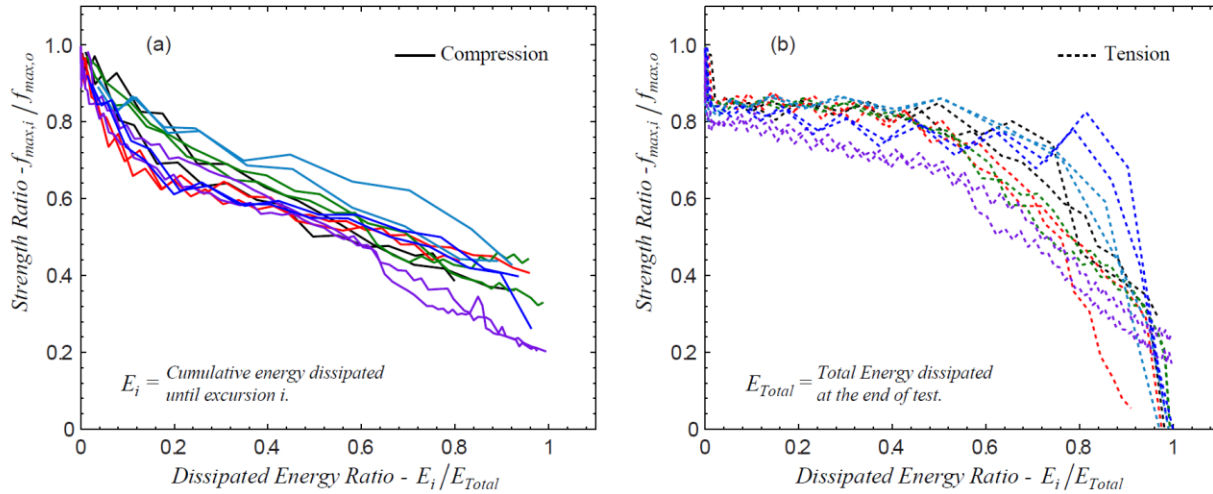 (a)
Compression
1.0
0.8
0.6
0.4
0.2
0
0 0.2 0.4 0.6 0.8 1
Strength Ratio - f_max,i / f_max,o
E_i = Cumulative energy dissipated
until excursion i.
Dissipated Energy Ratio - E_i/E_Total
(b)
Tension
1.0
0.8
0.6
0.4
0.2
0
0 0.2 0.4 0.6 0.8 1
Strength Ratio - f_max,i / f_max,o
E_Total = Total Energy dissipated
at the end of test.
Dissipated Energy Ratio - E_i/E_Total